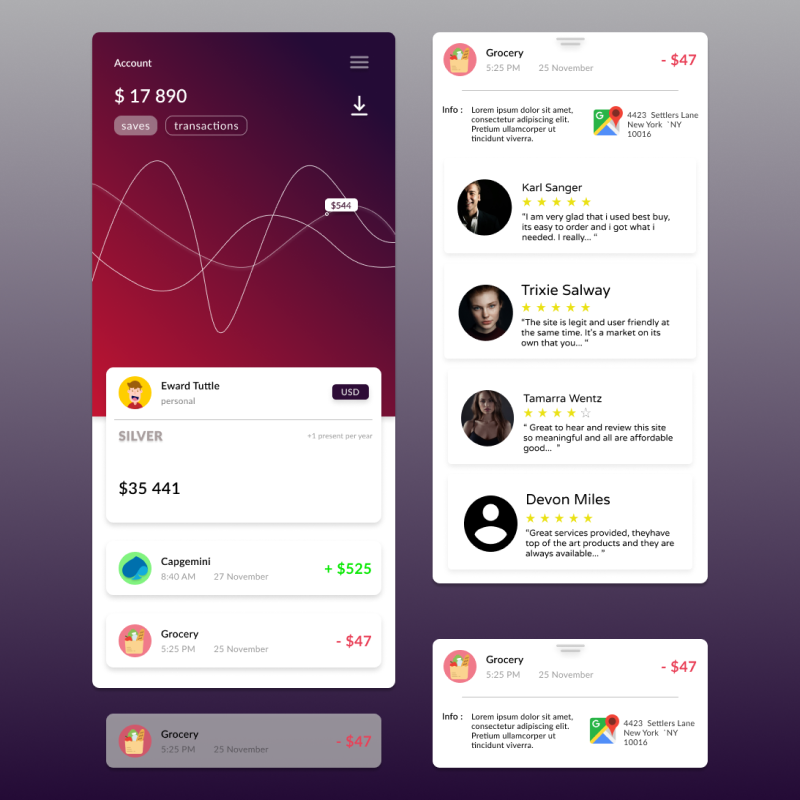 Account
$ 17 890
saves
transactions
$544
Eward Tuttle
personal
USD
SILVER
+1 present per year
$35 441
Capgemini
8:40 AM 27 November
+ $525
Grocery
5:25 PM 25 November
- $47
Grocery
5:25 PM 25 November
- $47
Grocery
5:25 PM 25 November
- $47
Info :
Lorem ipsum dolor sit amet,
consectetur adipiscing elit.
Pretium ullamcorper ut
tincidunt viverra.
G
4423 Settlers Lane
New York `NY
10016
Karl Sanger
"I am very glad that i used best buy,
its easy to order and i got what i
needed. I really... "
Trixie Salway
"The site is legit and user friendly at
the same time. It's a market on its
own that you... "
Tamarra Wentz
" Great to hear and review this site
so meaningful and all are affordable
good... "
Devon Miles
"Great services provided, theyhave
top of the art products and they are
always available... "
Grocery
5:25 PM 25 November
- $47
Info :
Lorem ipsum dolor sit amet,
consectetur adipiscing elit.
Pretium ullamcorper ut
tincidunt viverra.
G
4423 Settlers Lane
New York `NY
10016